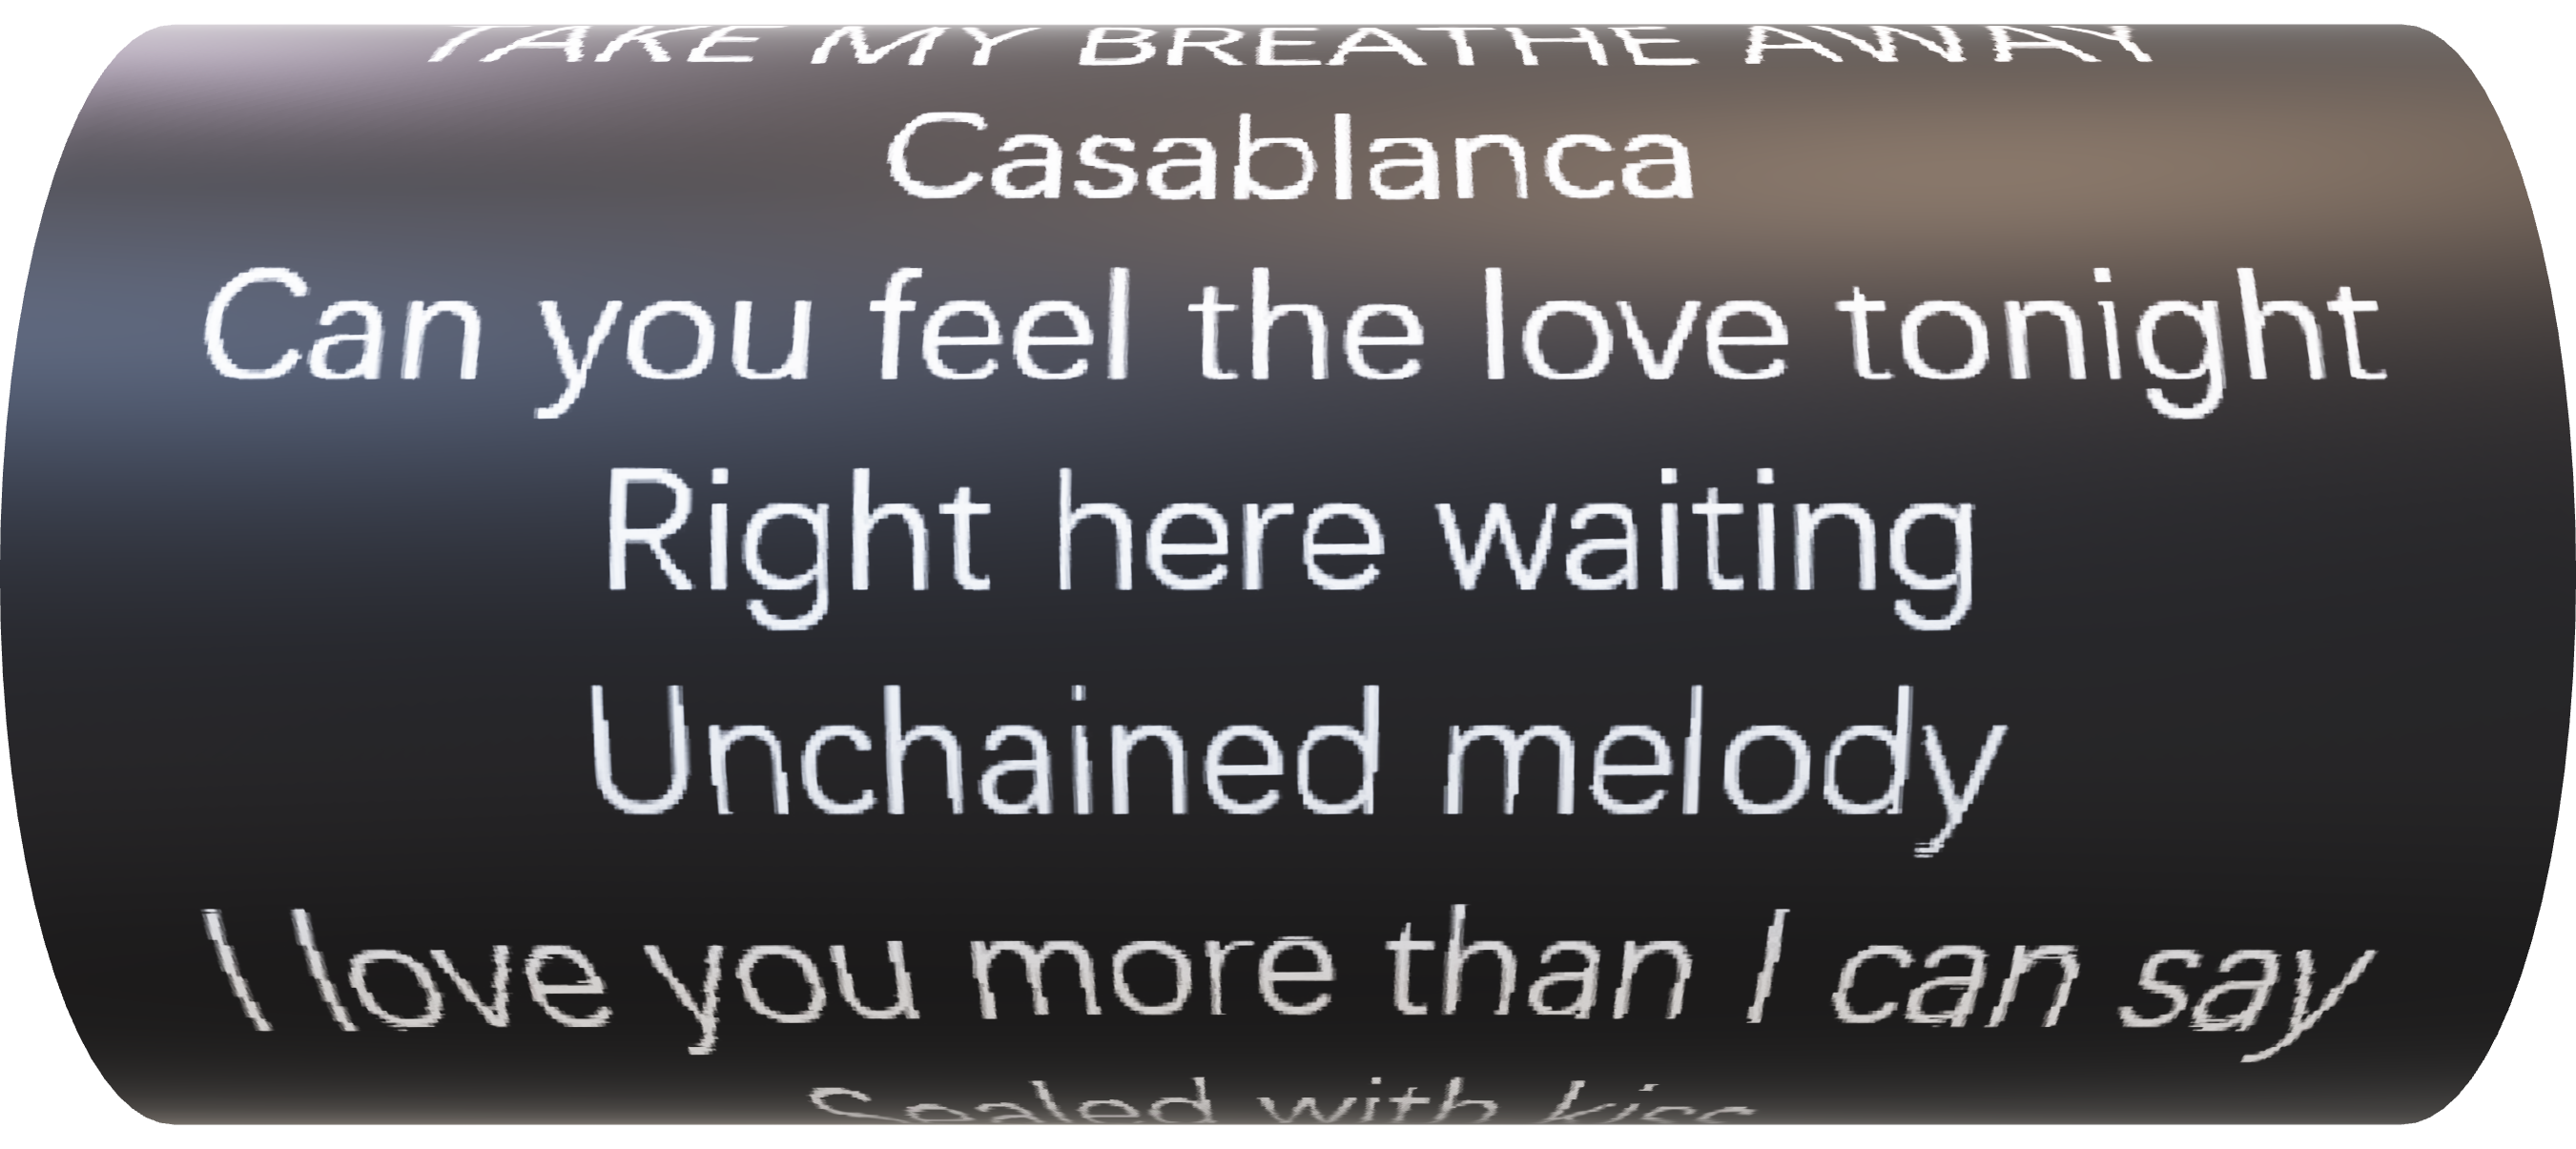 TAKE MY BREATHE AWAY
Casablanca
Can you feel the love tonight
Right here waiting
Unchained melody
I love you more than I can say
Sealed with kiss